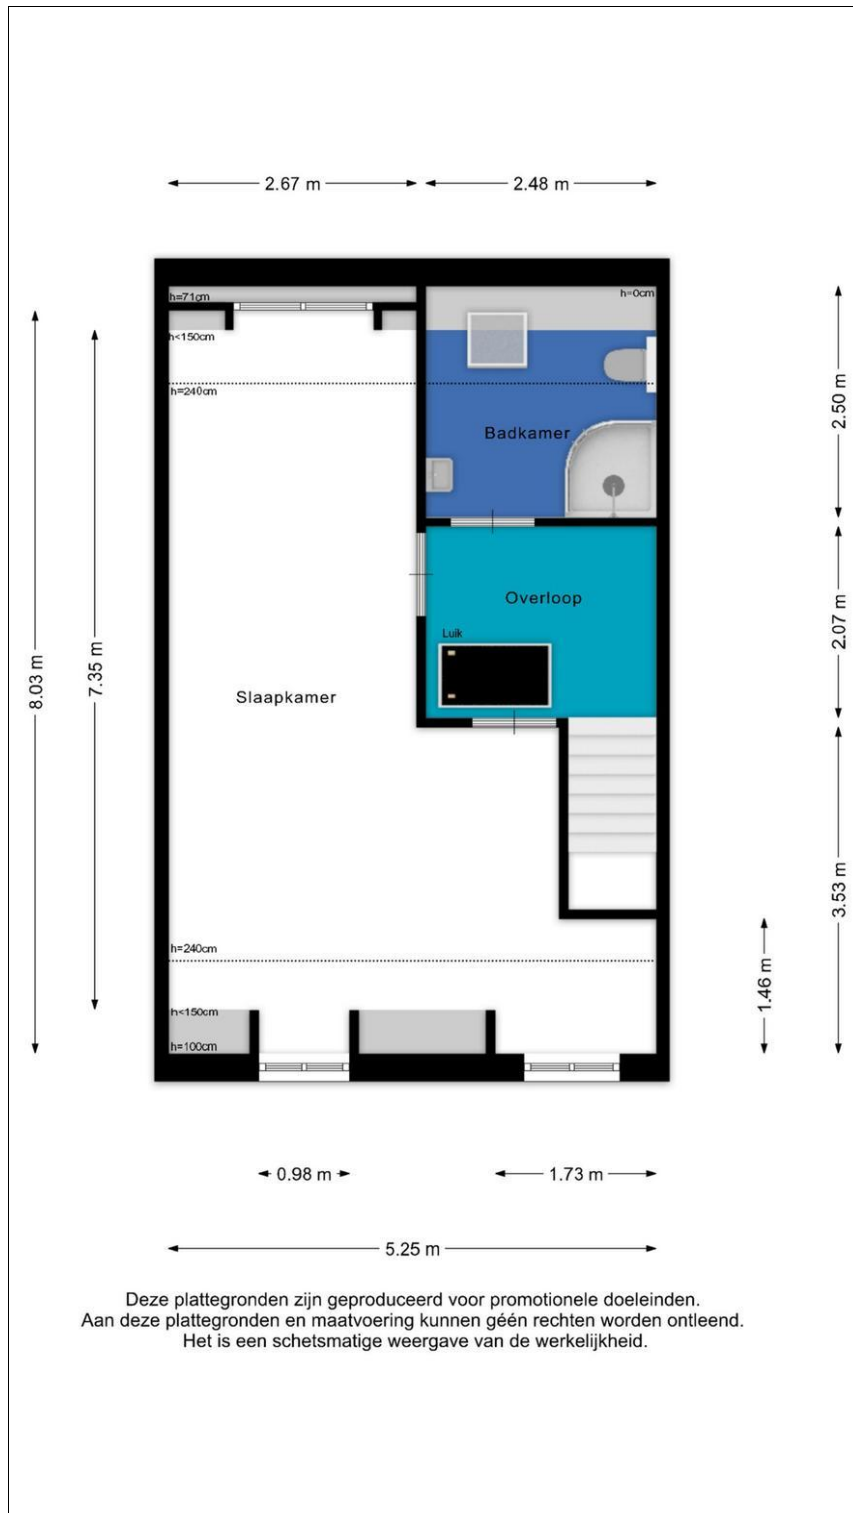 2.67 m
2.48 m
h=71cm
h=0cm
h<150cm
h=240cm
2.50 m
Badkamer
Overloop
2.07 m
Luik
7.35 m
8.03 m
Slaapkamer
3.53 m
h=240cm
1.46 m
h<150cm
h=100cm
0.98 m
1.73 m
5.25 m
Deze plattegronden zijn geproduceerd voor promotionele doeleinden.
Aan deze plattegronden en maatvoering kunnen géén rechten worden ontleend.
Het is een schetsmatige weergave van de werkelijkheid.